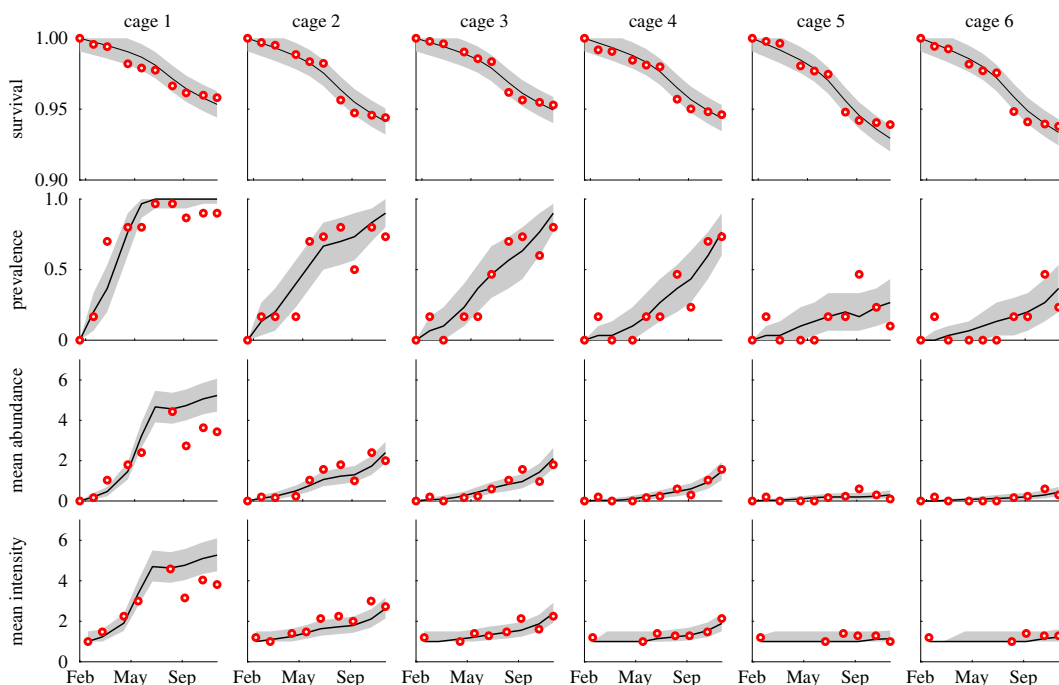 cage 1 cage 2 cage 3 cage 4 cage 5 cage 6
survival
1.00
0.95
0.90
prevalence
1.0
0.5
0
mean abundance
6
4
2
0
mean intensity
6
4
2
0
Feb May Sep Feb May Sep Feb May Sep Feb May Sep Feb May Sep Feb May Sep